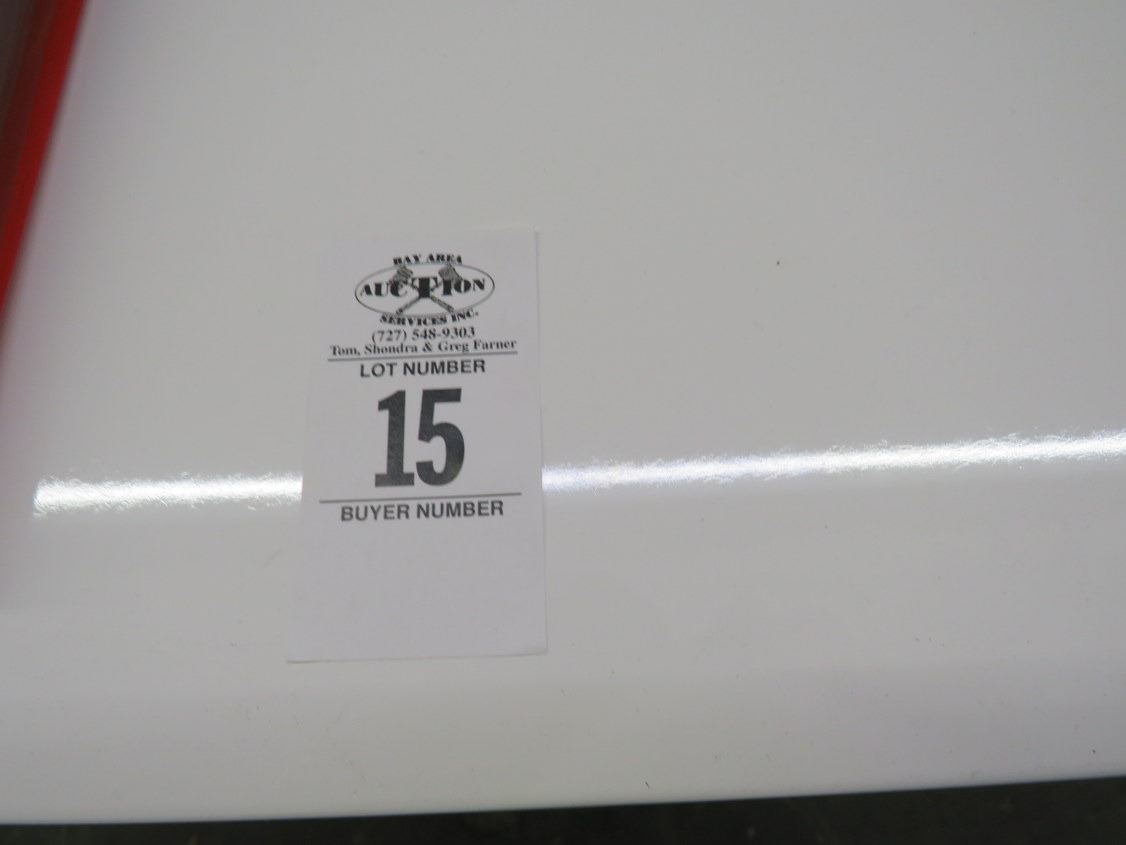 BAY AREA
AUCTION
SERVICES INC.
(727) 548-9303
Tom, Shondra & Greg Farner
LOT NUMBER
15
BUYER NUMBER